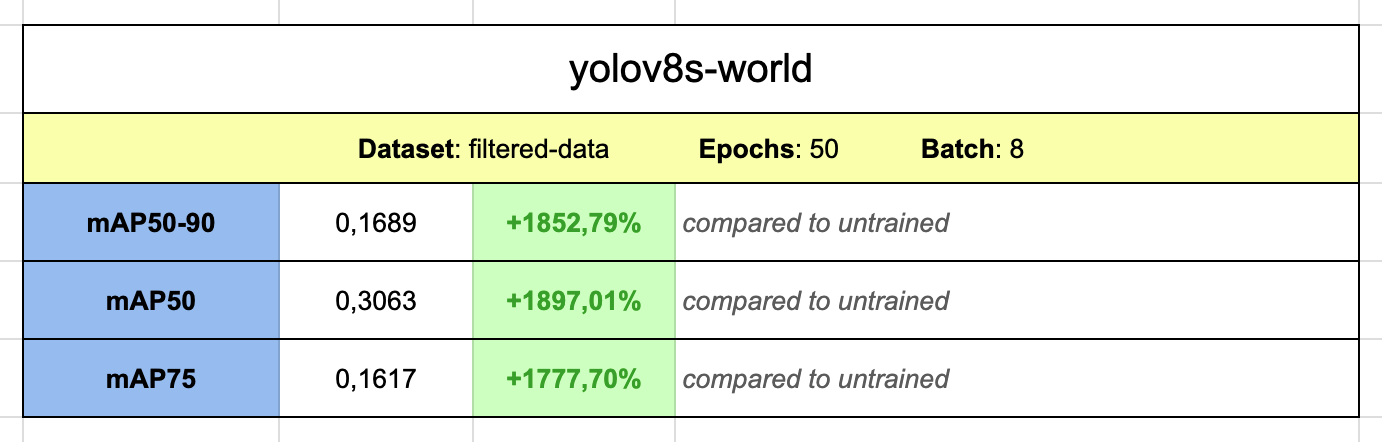 yolov8s-world
Dataset: filtered-data Epochs: 50 Batch: 8
mAP50-90 0,1689 +1852,79% compared to untrained
mAP50 0,3063 +1897,01% compared to untrained
mAP75 0,1617 +1777,70% compared to untrained